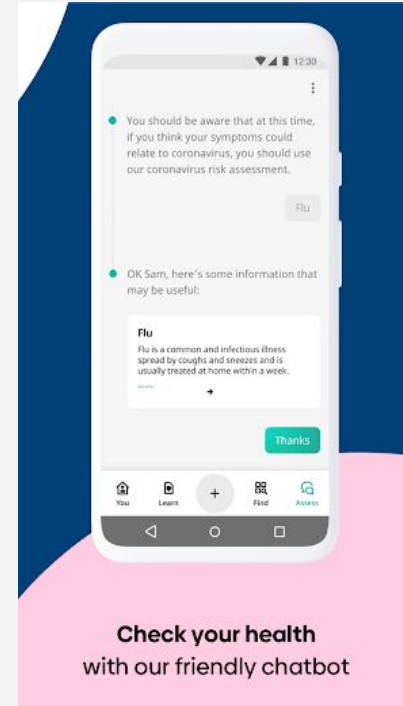 12:30
You should be aware that at this time,
if you think your symptoms could
relate to coronavirus, you should use
our coronavirus risk assessment.
Flu
OK Sam, here's some information that
may be useful:
Flu
Flu is a common and infectious illness
spread by coughs and sneezes and is
usually treated at home within a week.
Thanks
You Learn + Find Assess
Check your health
with our friendly chatbot